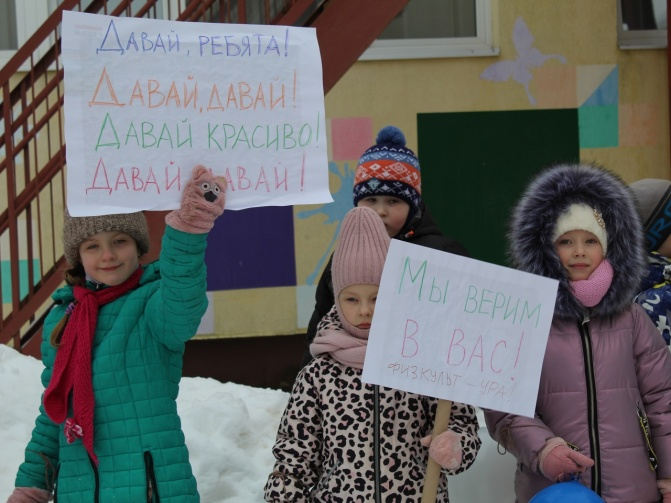 ДАВАЙ, РЕБЯТА!
ДАВАЙ, ДАВАЙ!
ДАВАЙ КРАСИВО!
ДАВАЙ ДАВАЙ!
МЫ ВЕРИМ
В ВАС!
ФИЗКУЛЬТ - УРА!